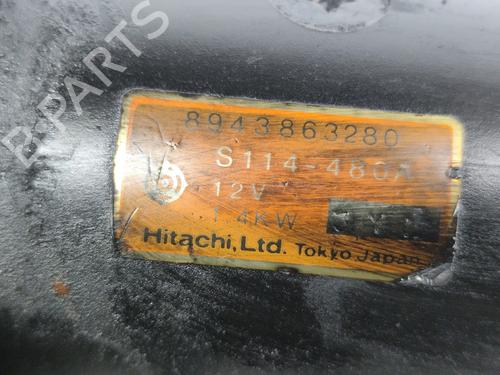 B-PARTS
8943863280
S114-480A
12V
1.4KW
Hitachi, Ltd. Tokyo Japan